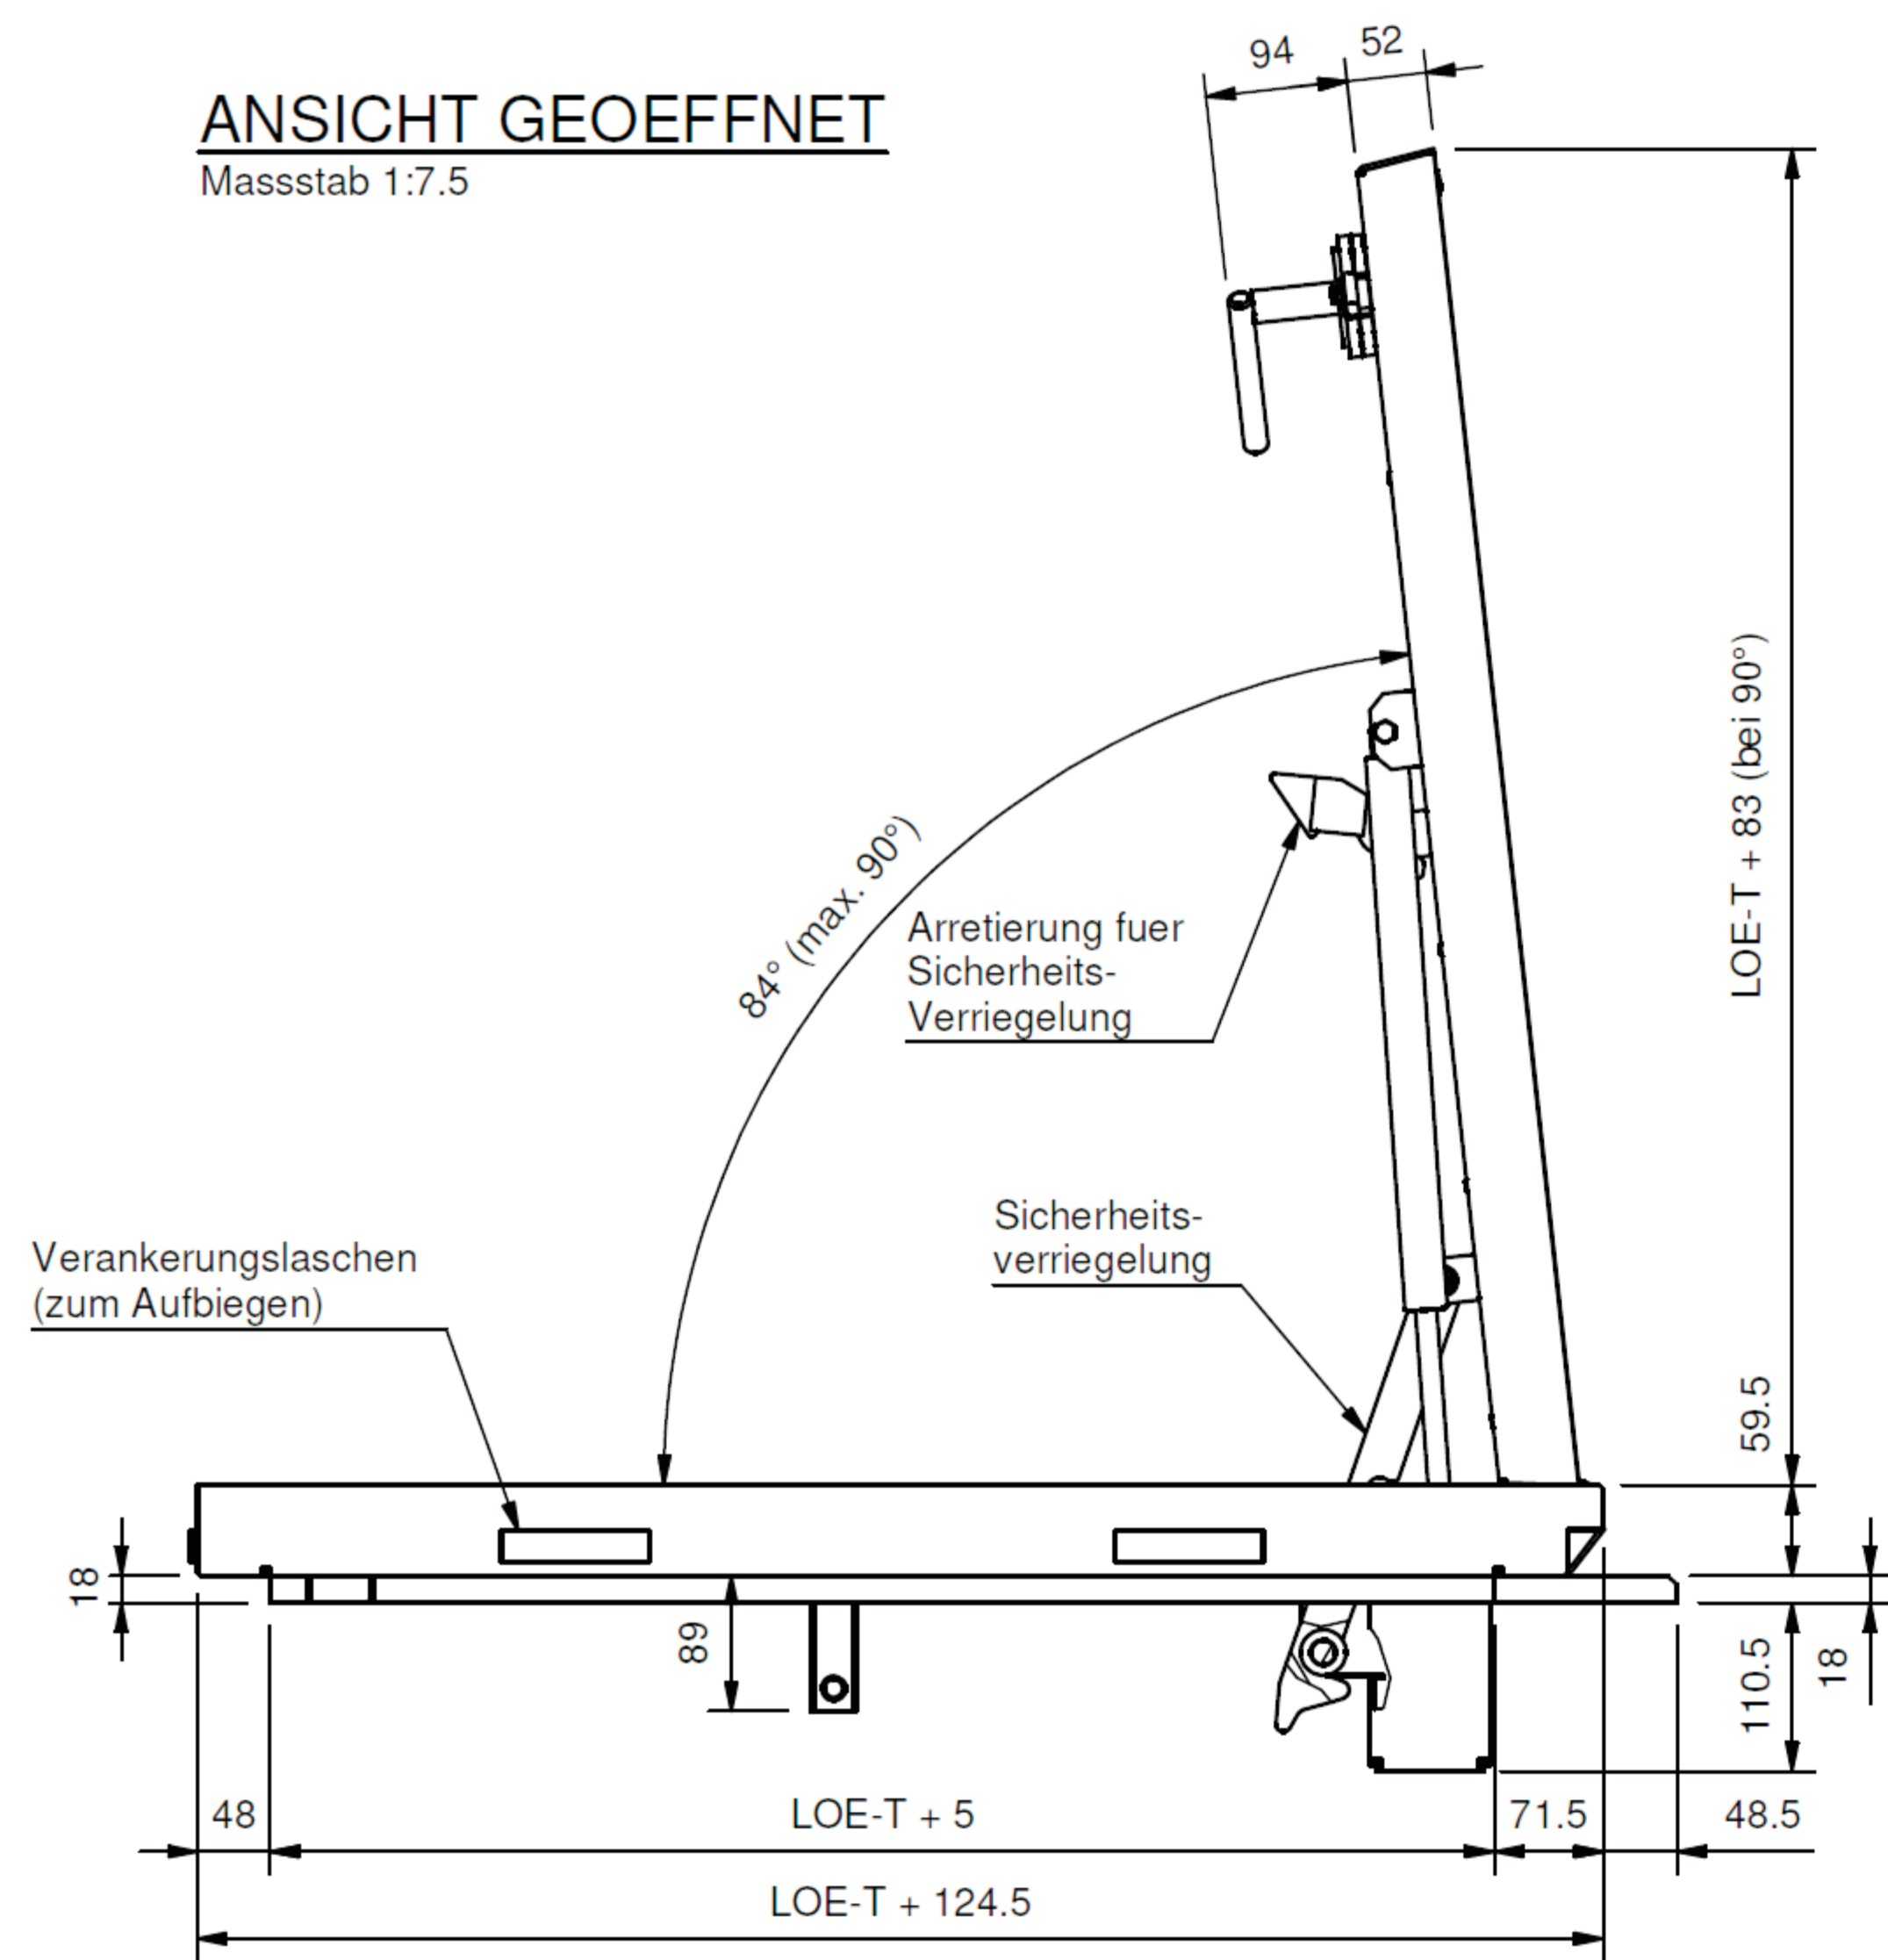 94
52
ANSICHT GEOEFFNET
Massstab 1:7.5
LOE-T + 83 (bei 90°)
84° (max. 90°)
Arretierung fuer
Sicherheits-
Verriegelung
Sicherheits-
verriegelung
Verankerungslaschen
(zum Aufbiegen)
59.5
18
89
110.5
18
48
LOE-T + 5
71.5
48.5
LOE-T + 124.5